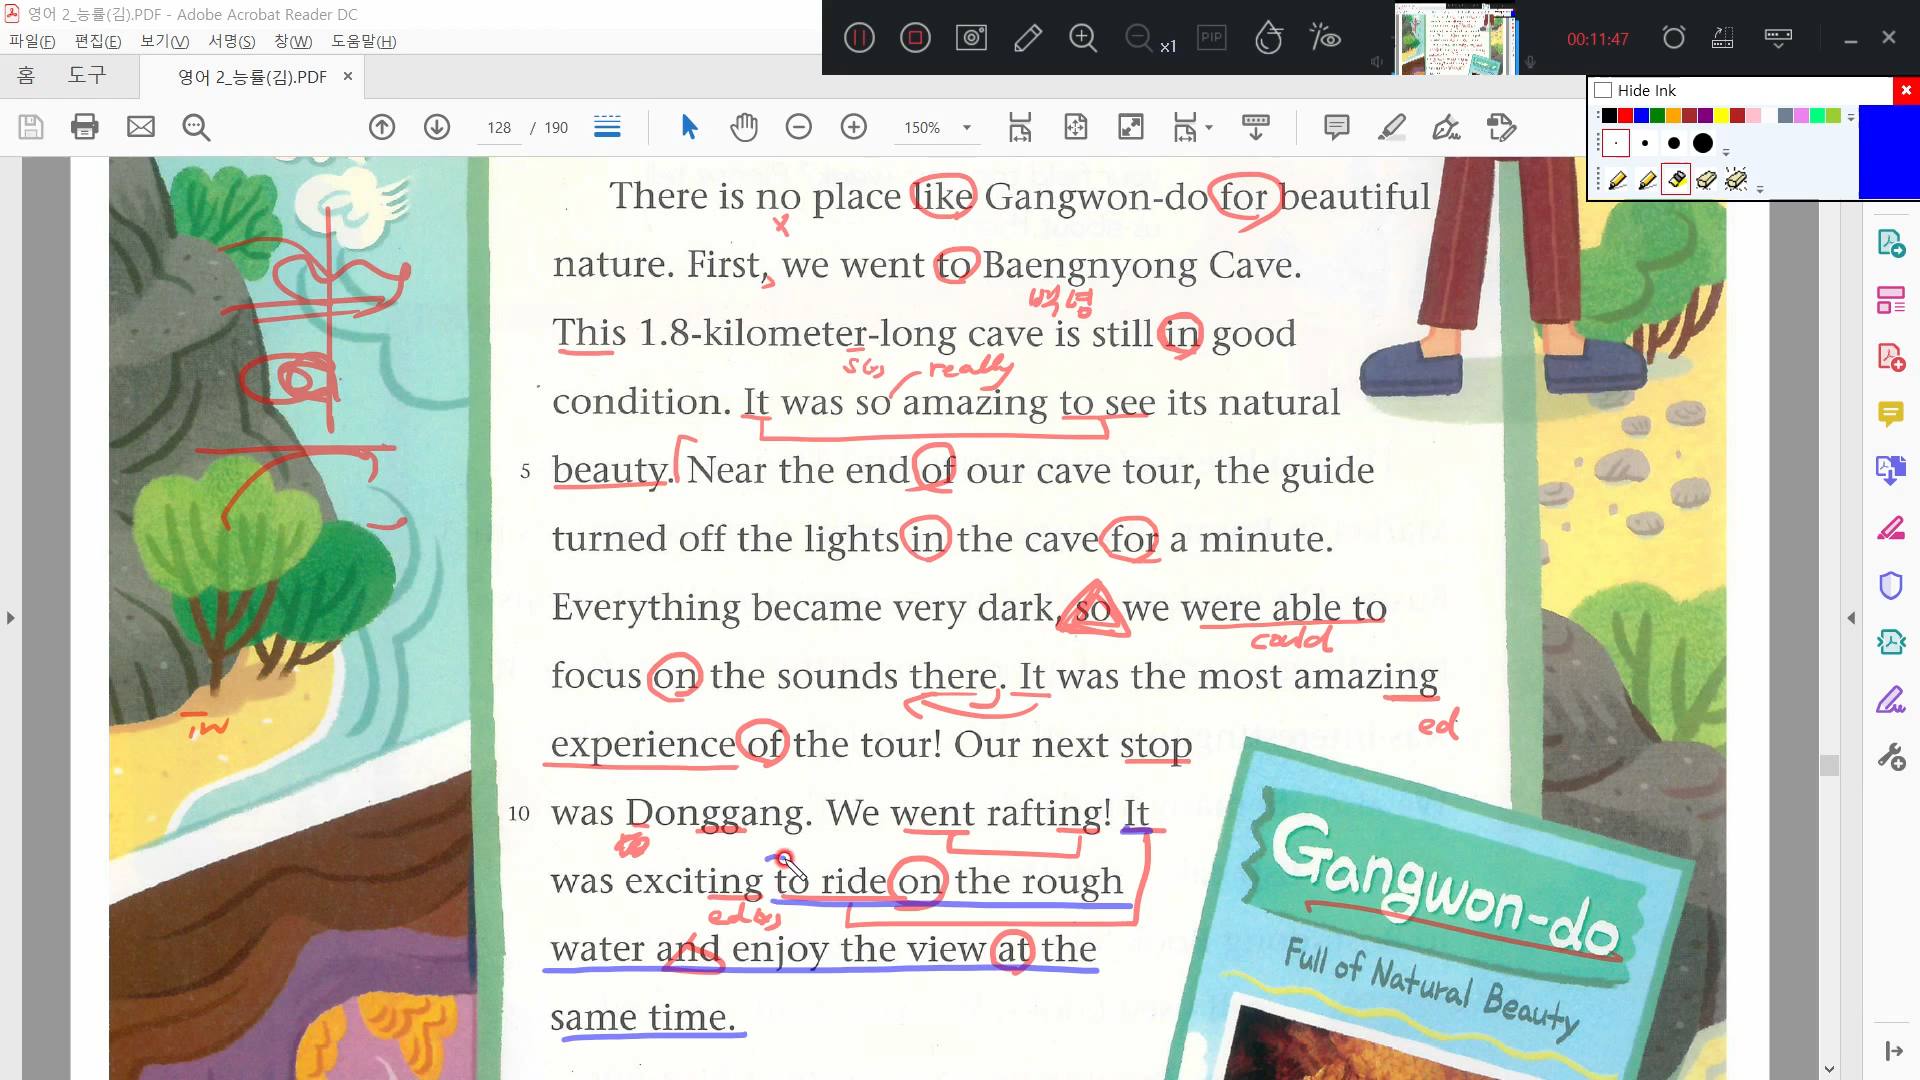 영어 2_능률(김).PDF - Adobe Acrobat Reader DC
파일(F) 편집(E) 보기(V) 서명(S) 창(W) 도움말(H)
x1 PIP 00:11:47
홈 도구 영어 2_능률(김).PDF ×
Hide Ink
128 / 190 150%
There is no place like Gangwon-do for beautiful
x
nature. First, we went to Baengnyong Cave.
백녕
This 1.8-kilometer-long cave is still in good
really
condition. It was so amazing to see its natural
5 beauty. Near the end of our cave tour, the guide
turned off the lights in the cave for a minute.
Everything became very dark, so we were able to
could
focus on the sounds there. It was the most amazing
ed
experience of the tour! Our next stop
10 was Donggang. We went rafting! It
was exciting to ride on the rough
ed
water and enjoy the view at the
same time.
Gangwon-do
Full of Natural Beauty